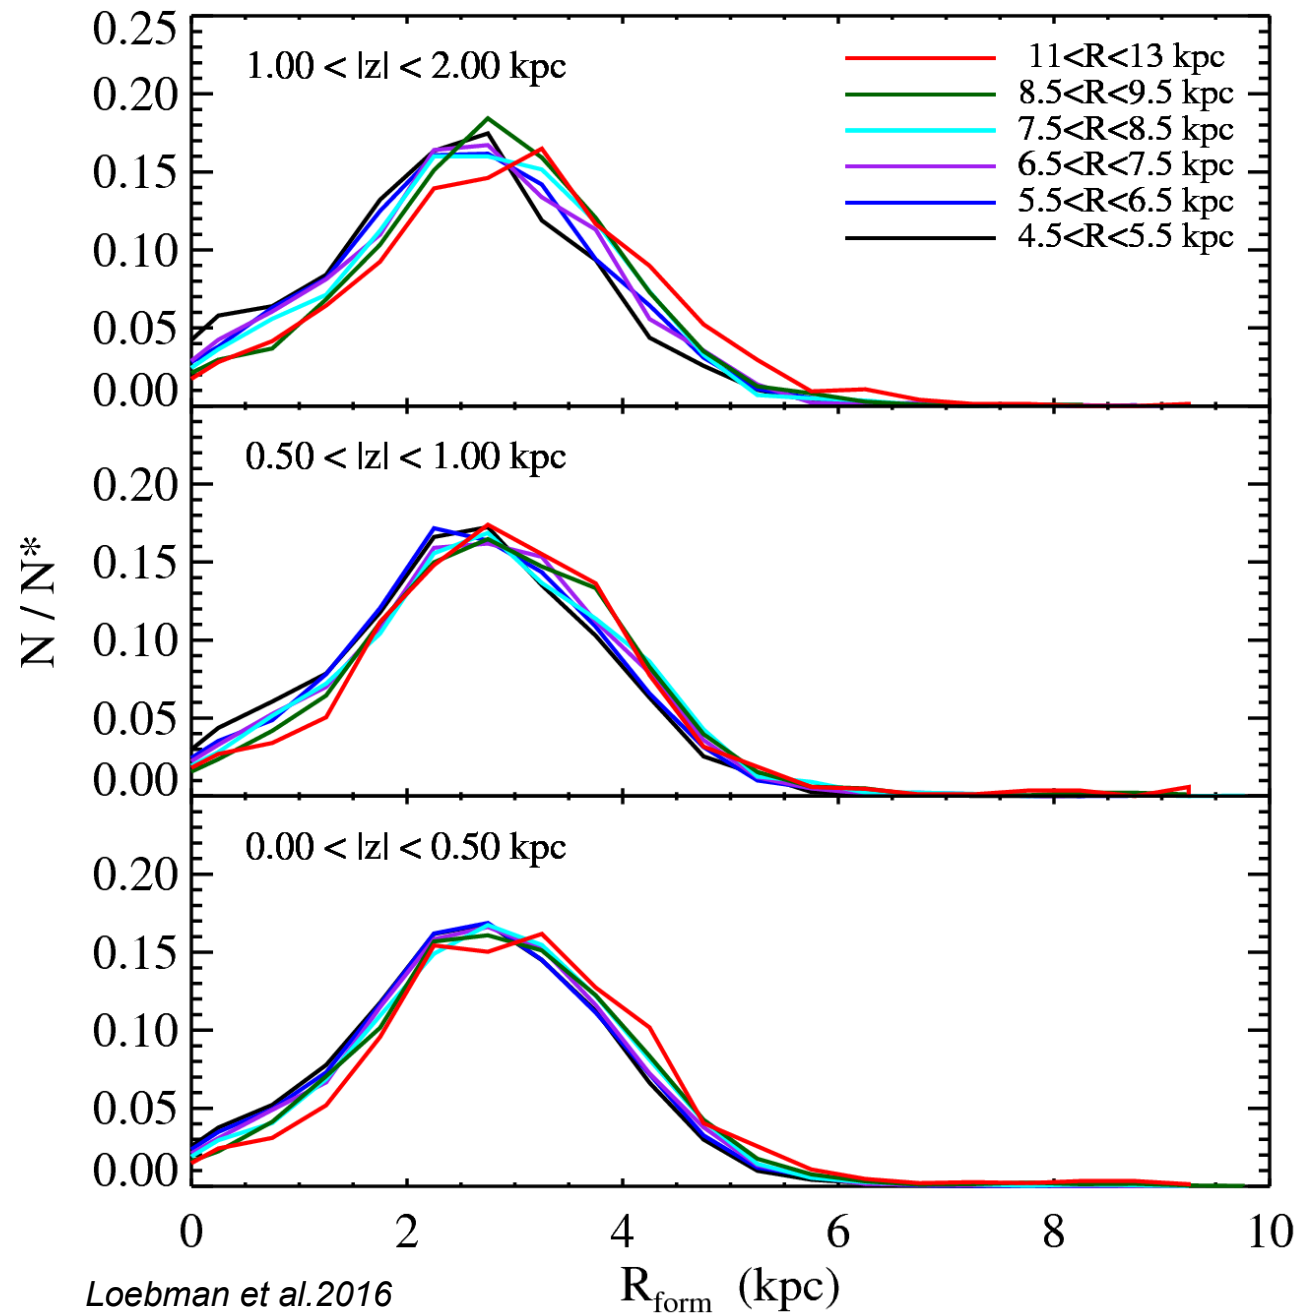 0.25
1.00 < |z| < 2.00 kpc
11<R<13 kpc
8.5<R<9.5 kpc
7.5<R<8.5 kpc
6.5<R<7.5 kpc
5.5<R<6.5 kpc
4.5<R<5.5 kpc
0.20
0.15
0.10
0.05
0.00
0.50 < |z| < 1.00 kpc
0.20
0.15
0.10
0.05
0.00
N / N*
0.00 < |z| < 0.50 kpc
0.20
0.15
0.10
0.05
0.00
0 2 4 6 8 10
R_form (kpc)
Loebman et al.2016